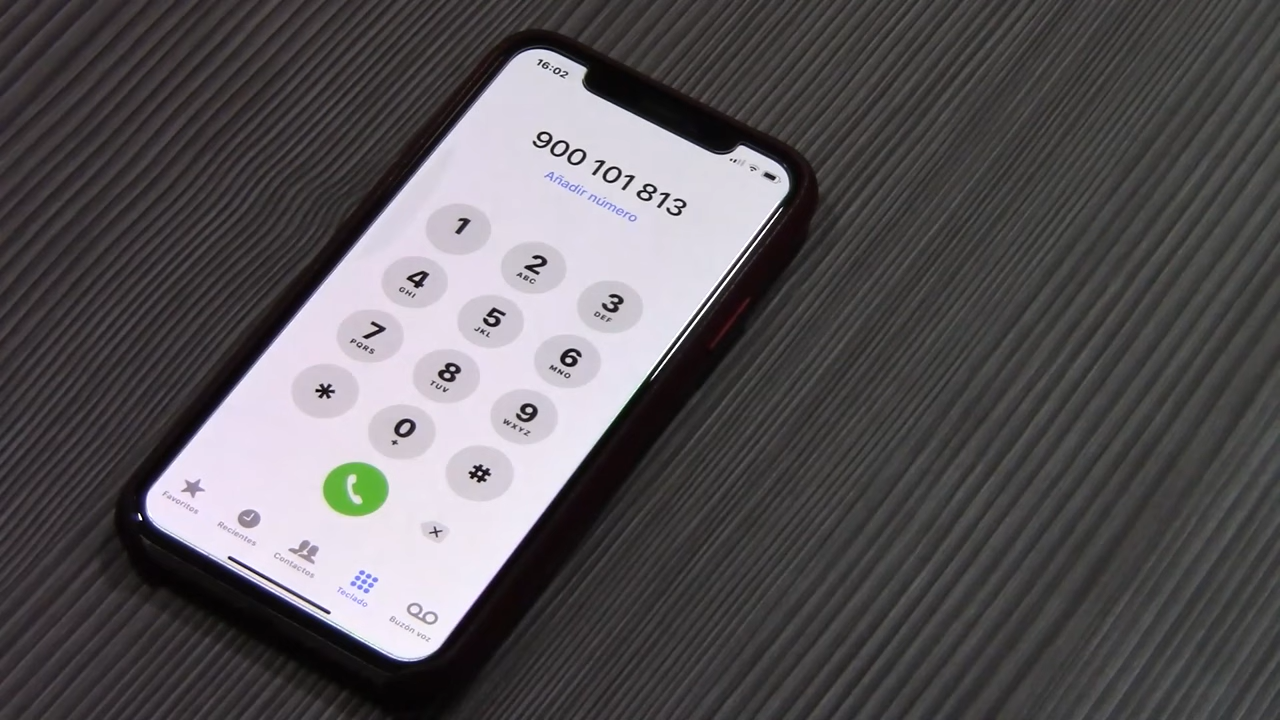 16:02
900 101 813
Añadir número
1
2
ABC
3
DEF
4
GHI
5
JKL
6
MNO
7
PQRS
8
TUV
9
WXYZ
*
0
+
#
Favoritos
Recientes
Contactos
Teclado
Buzón voz